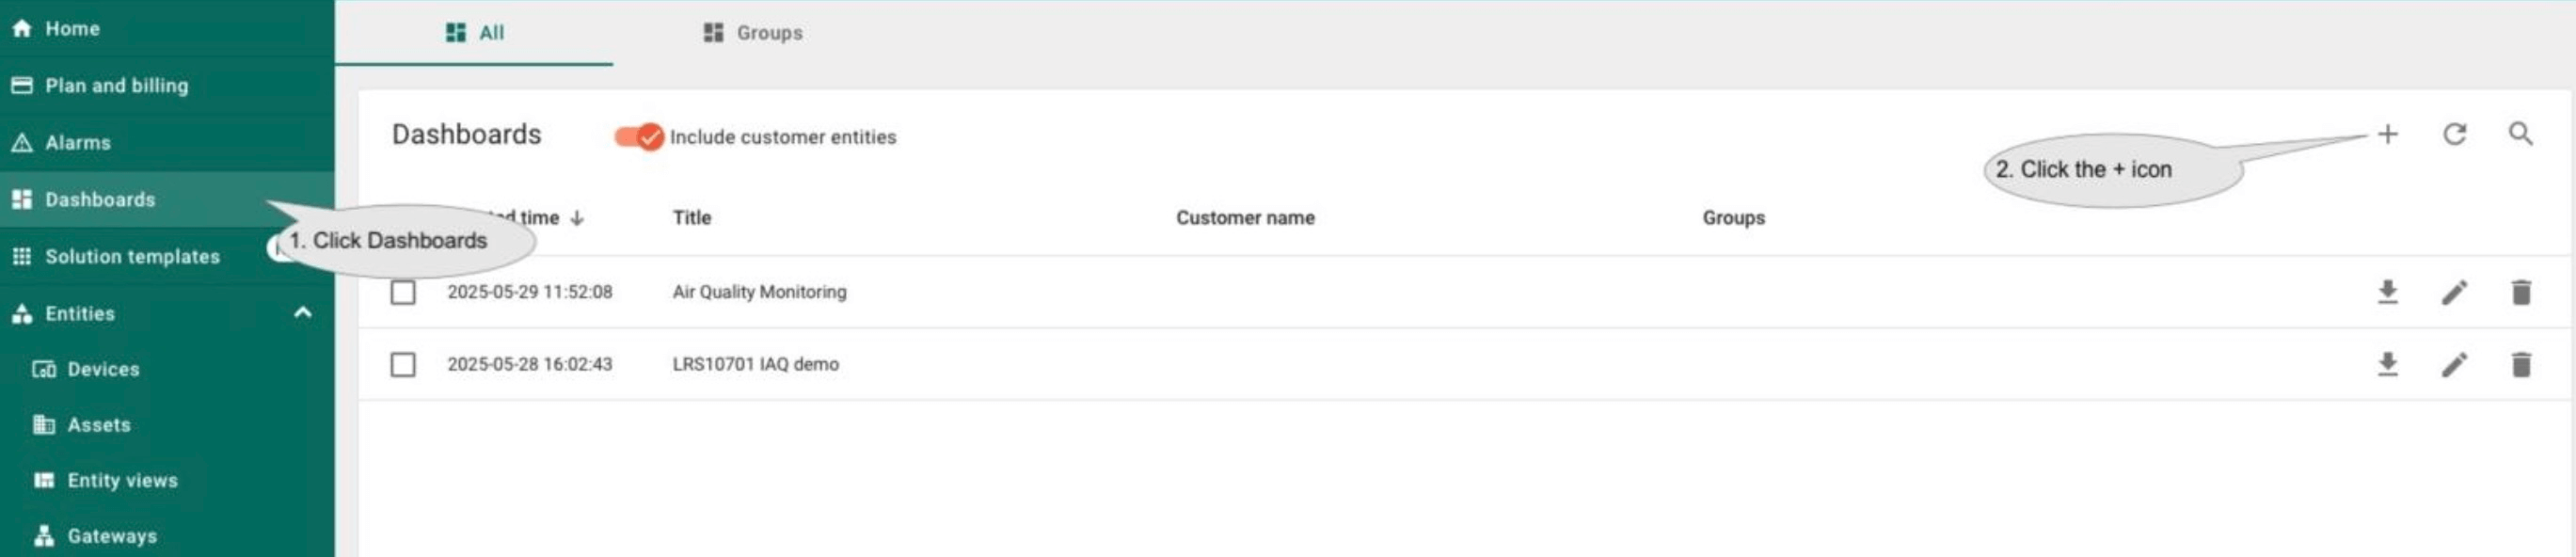 Home
Plan and billing
Alarms
Dashboards
Solution templates
Entities
Devices
Assets
Entity views
Gateways
All
Groups
Dashboards
Include customer entities
2. Click the + icon
1. Click Dashboards
time
Title
Customer name
Groups
2025-05-29 11:52:08
Air Quality Monitoring
2025-05-28 16:02:43
LRS10701 IAQ demo